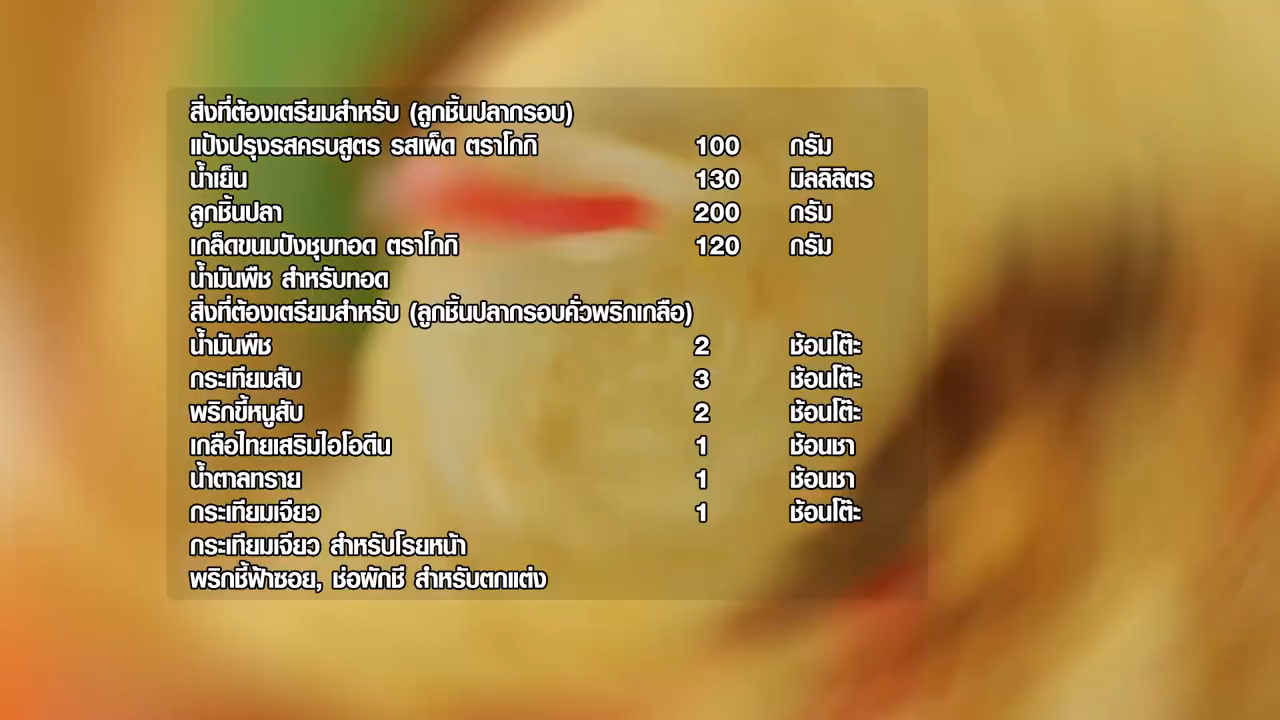 สิ่งที่ต้องเตรียมสำหรับ (ลูกชิ้นปลากรอบ)
แป้งปรุงรสครบสูตร รสเผ็ด ตราโกกิ 100 กรัม
น้ำเย็น 130 มิลลิลิตร
ลูกชิ้นปลา 200 กรัม
เกล็ดขนมปังชุบทอด ตราโกกิ 120 กรัม
น้ำมันพืช สำหรับทอด
สิ่งที่ต้องเตรียมสำหรับ (ลูกชิ้นปลากรอบคั่วพริกเกลือ)
น้ำมันพืช 2 ช้อนโต๊ะ
กระเทียมสับ 3 ช้อนโต๊ะ
พริกขี้หนูสับ 2 ช้อนโต๊ะ
เกลือไทยเสริมไอโอดีน 1 ช้อนชา
น้ำตาลทราย 1 ช้อนชา
กระเทียมเจียว 1 ช้อนโต๊ะ
กระเทียมเจียว สำหรับโรยหน้า
พริกชี้ฟ้าซอย, ช่อผักชี สำหรับตกแต่ง